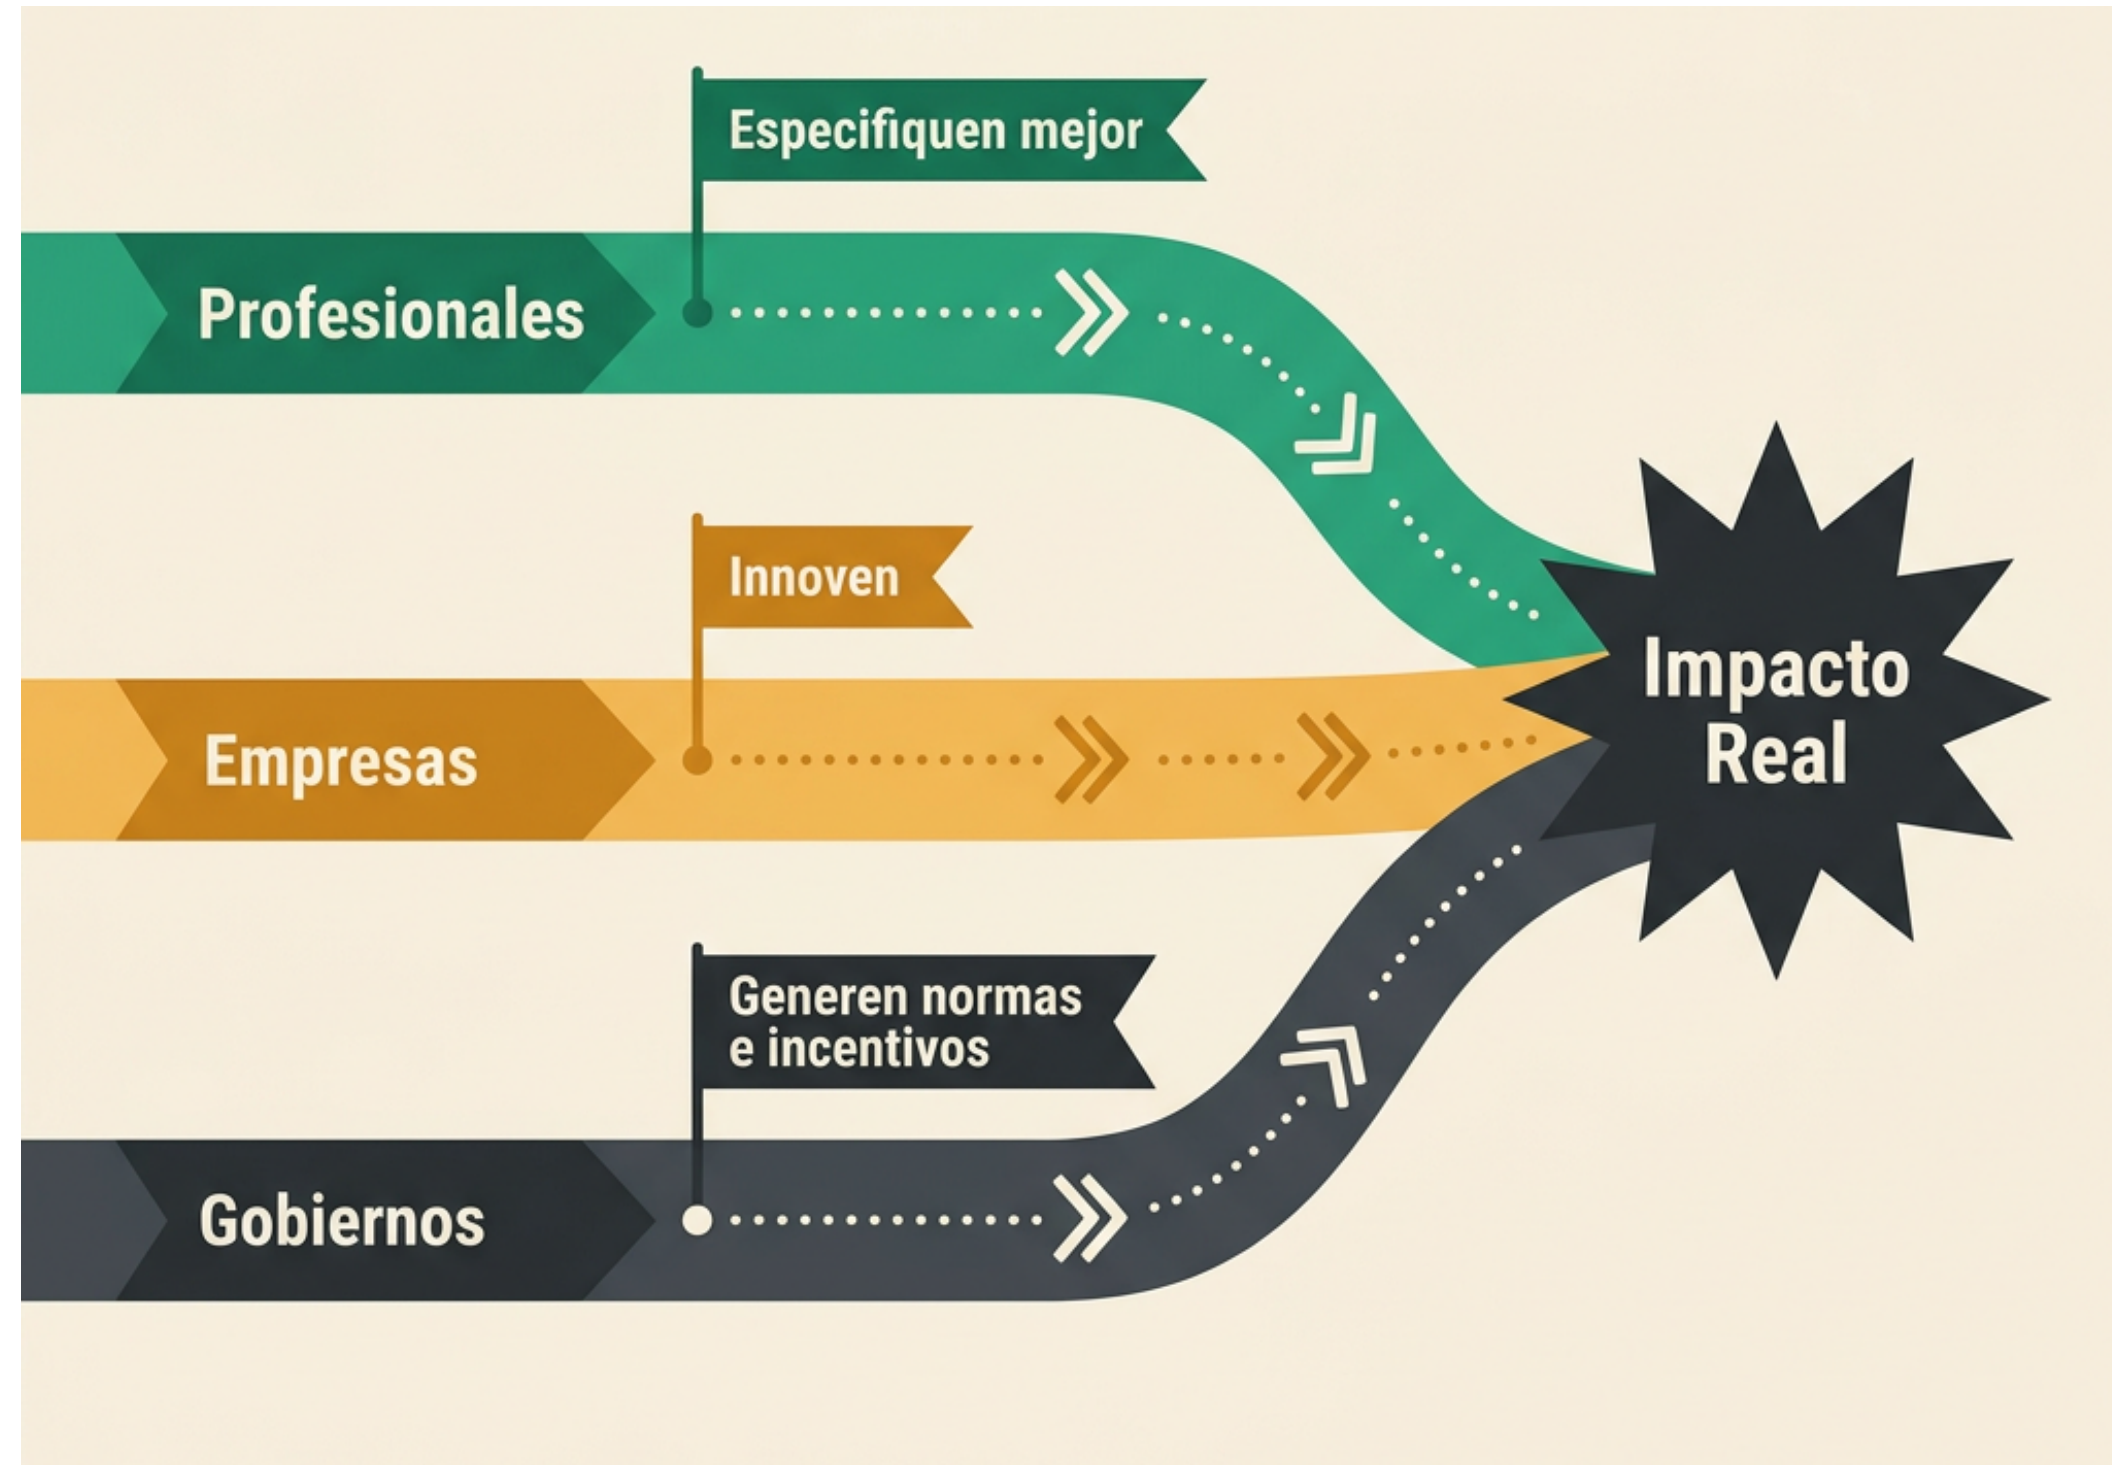 Especifiquen mejor
Profesionales
Innoven
Empresas
Impacto
Real
Generen normas
e incentivos
Gobiernos